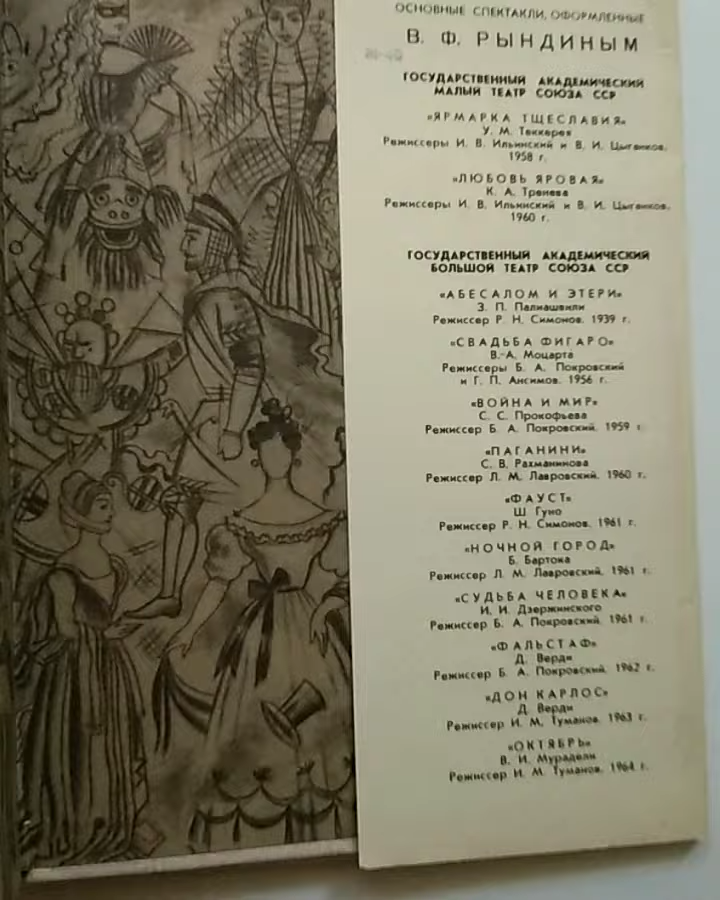 ОСНОВНЫЕ СПЕКТАКЛИ, ОФОРМЛЕННЫЕ
В. Ф. РЫНДИНЫМ
ГОСУДАРСТВЕННЫЙ АКАДЕМИЧЕСКИЙ
МАЛЫЙ ТЕАТР СОЮЗА ССР
«ЯРМАРКА ТЩЕСЛАВИЯ»
У. М. Теккерея
Режиссеры И. В. Ильинский и В. И. Цыганков.
1958 г.
«ЛЮБОВЬ ЯРОВАЯ»
К. А. Тренева
Режиссеры И. В. Ильинский и В. И. Цыганков.
1960 г.
ГОСУДАРСТВЕННЫЙ АКАДЕМИЧЕСКИЙ
БОЛЬШОЙ ТЕАТР СОЮЗА ССР
«АБЕСАЛОМ И ЭТЕРИ»
З. П. Палиашвили
Режиссер Р. Н. Симонов. 1939 г.
«СВАДЬБА ФИГАРО»
В.-А. Моцарта
Режиссеры Б. А. Покровский
и Г. П. Ансимов. 1956 г.
«ВОЙНА И МИР»
С. С. Прокофьева
Режиссер Б. А. Покровский. 1959 г.
«ПАГАНИНИ»
С. В. Рахманинова
Режиссер Л. М. Лавровский. 1960 г.
«ФАУСТ»
Ш. Гуно
Режиссер Р. Н. Симонов. 1961 г.
«НОЧНОЙ ГОРОД»
Б. Бартока
Режиссер Л. М. Лавровский. 1961 г.
«СУДЬБА ЧЕЛОВЕКА»
И. И. Дзержинского
Режиссер Б. А. Покровский. 1961 г.
«ФАЛЬСТАФ»
Д. Верди
Режиссер Б. А. Покровский. 1962 г.
«ДОН КАРЛОС»
Д. Верди
Режиссер И. М. Туманов. 1963 г.
«ОКТЯБРЬ»
В. И. Мурадели
Режиссер И. М. Туманов. 1964 г.